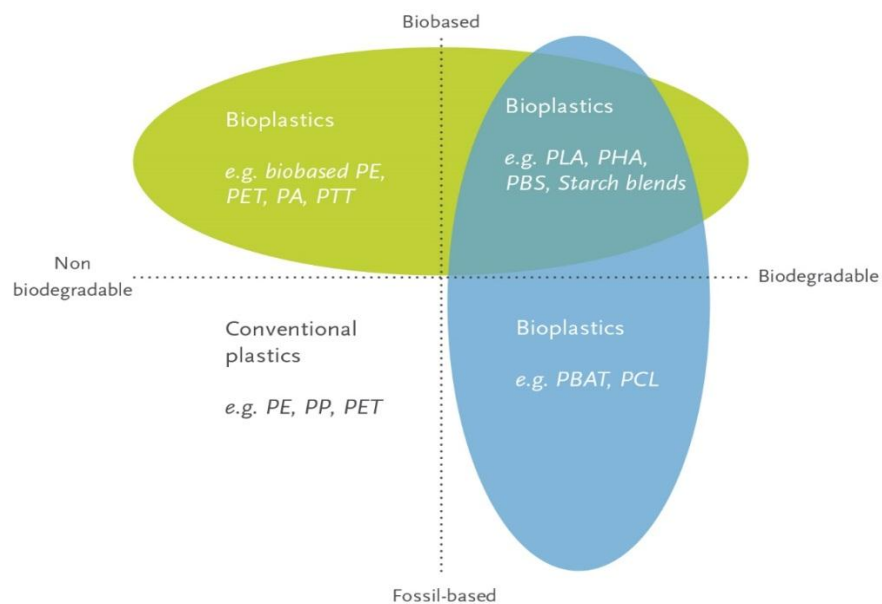 Biobased
Bioplastics
e.g. biobased PE,
PET, PA, PTT
Bioplastics
e.g. PLA, PHA,
PBS, Starch blends
Non
biodegradable
Biodegradable
Conventional
plastics
e.g. PE, PP, PET
Bioplastics
e.g. PBAT, PCL
Fossil-based